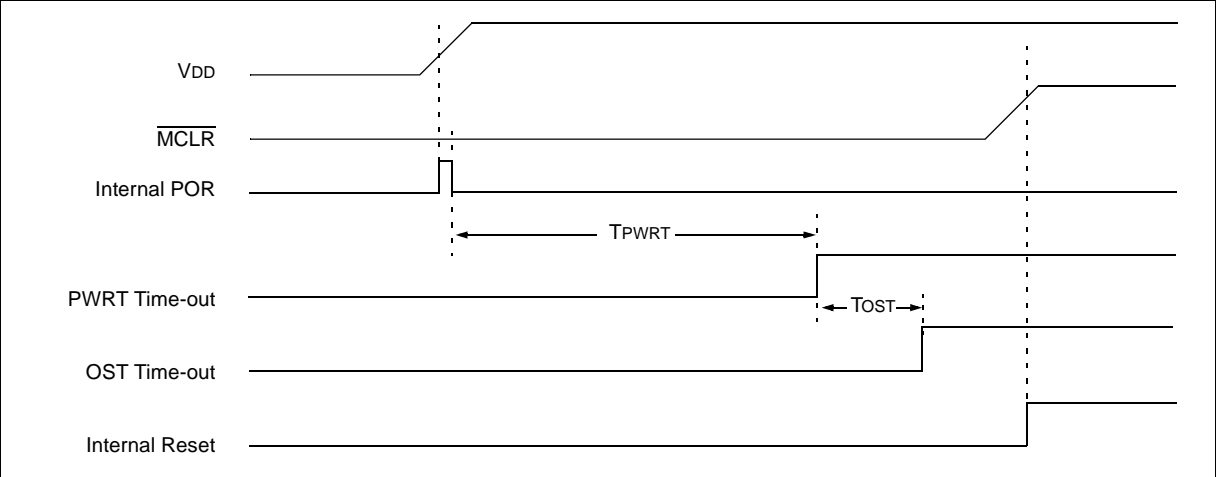 VDD
MCLR
Internal POR
TPWRT
PWRT Time-out
TOST
OST Time-out
Internal Reset